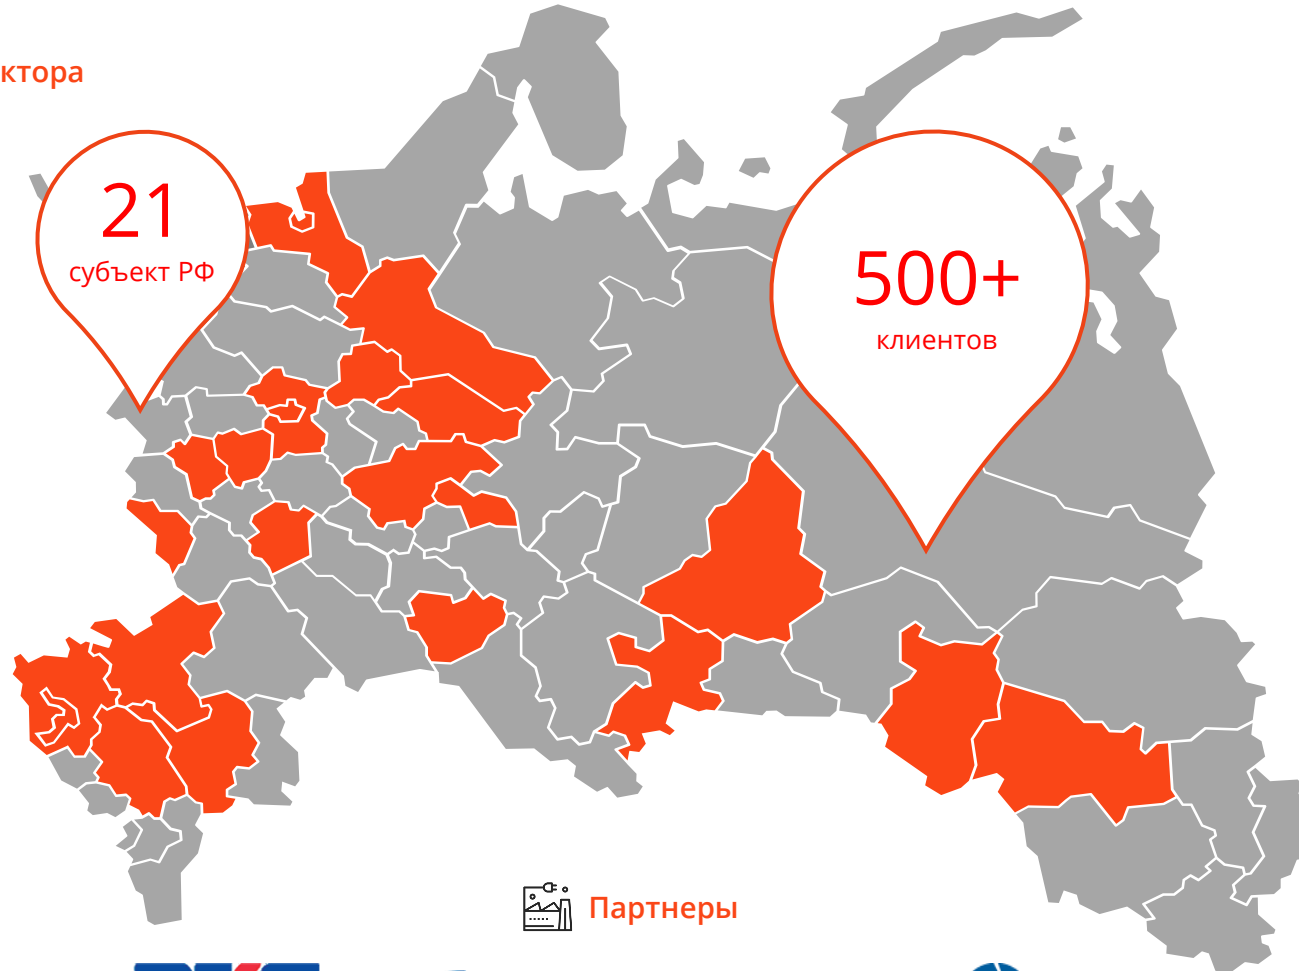 ктора
21
субъект РФ
500+
клиентов
Партнеры